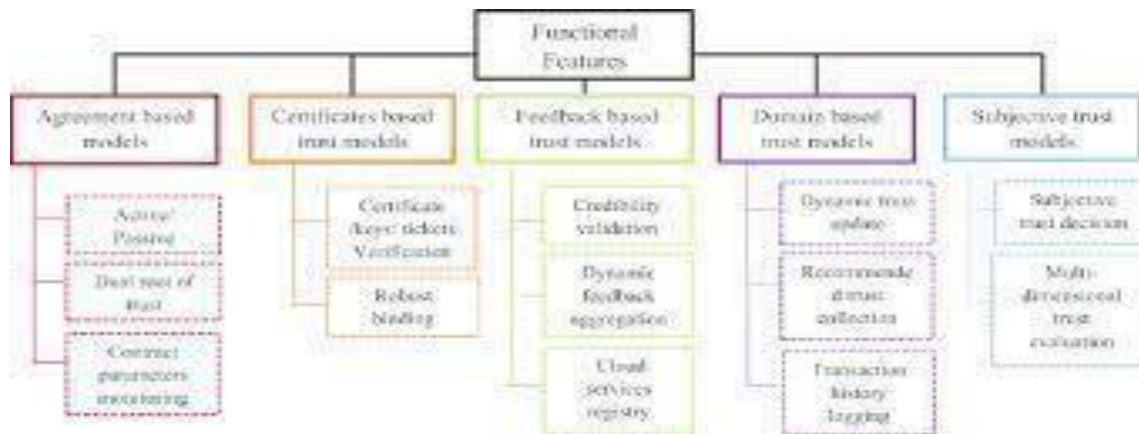 Functional
Features
Agreement based
models
Certificates based
trust models
Feedback based
trust models
Domain based
trust models
Subjective trust
models
Active/
Passive
Dual root of
trust
Contract
parameters
monitoring
Certificate
/keys/ tickets
Verification
Robust
binding
Credibility
validation
Dynamic
feedback
aggregation
Cloud
services
registry
Dynamic trust
update
Recommende
d trust
collection
Transaction
history
logging
Subjective
trust decision
Multi-
dimensional
trust
evaluation